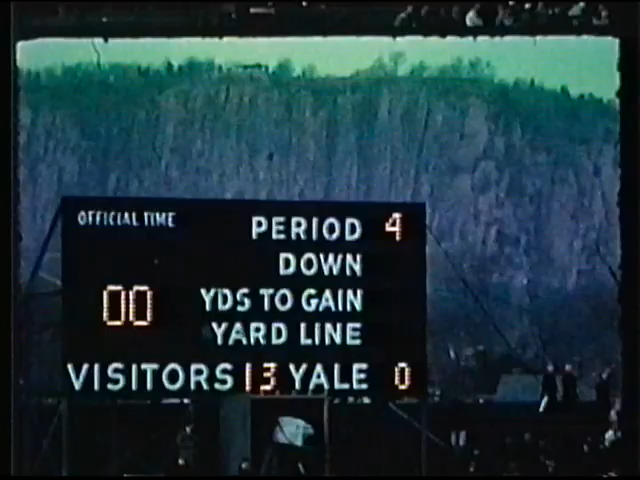 OFFICIAL TIME
PERIOD 4
DOWN
00
YDS TO GAIN
YARD LINE
VISITORS 13 YALE 0